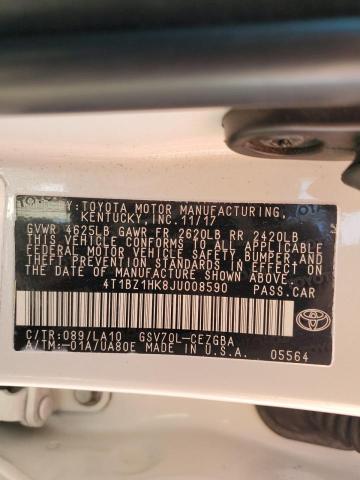 BY:TOYOTA MOTOR MANUFACTURING,
KENTUCKY, INC. 11/17
GVWR 4625LB GAWR FR 2620LB RR 2420LB
THIS VEHICLE CONFORMS TO ALL APPLICABLE
FEDERAL MOTOR VEHICLE SAFETY, BUMPER, AND
THEFT PREVENTION STANDARDS IN EFFECT ON
THE DATE OF MANUFACTURE SHOWN ABOVE.
4T1BZ1HK8JU008590 PASS.CAR
C/TR:089/LA10 GSV70L-CEZGBA
A/TM:-01A/UA80E MADE IN U.S.A.
05564
TOYOTA